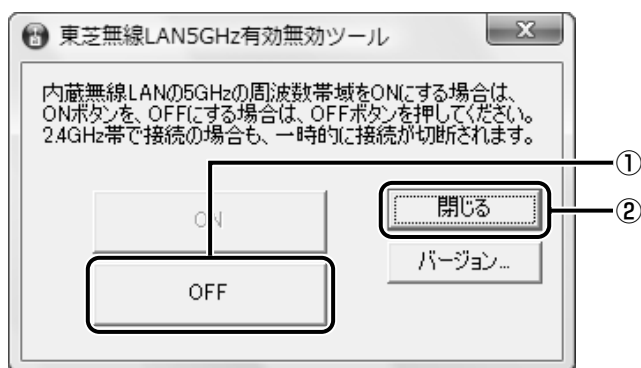 東芝無線LAN5GHz有効無効ツール
内蔵無線LANの5GHzの周波数帯域をONにする場合は、
ONボタンを、OFFにする場合は、OFFボタンを押してください。
2.4GHz帯で接続の場合も、一時的に接続が切断されます。
①
ON
閉じる
②
バージョン...
OFF